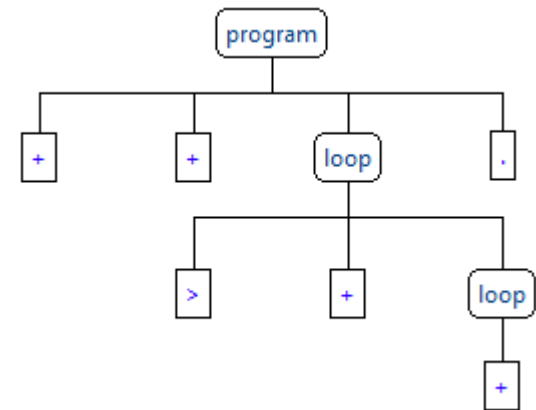 program
+ + loop .
> + loop
+